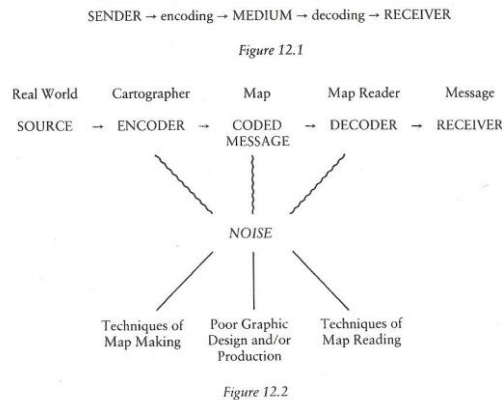 SENDER → encoding → MEDIUM → decoding → RECEIVER
Figure 12.1
Real World Cartographer Map Map Reader Message
SOURCE → ENCODER → CODED → DECODER → RECEIVER
MESSAGE
NOISE
Techniques of Poor Graphic Techniques of
Map Making Design and/or Map Reading
Production
Figure 12.2